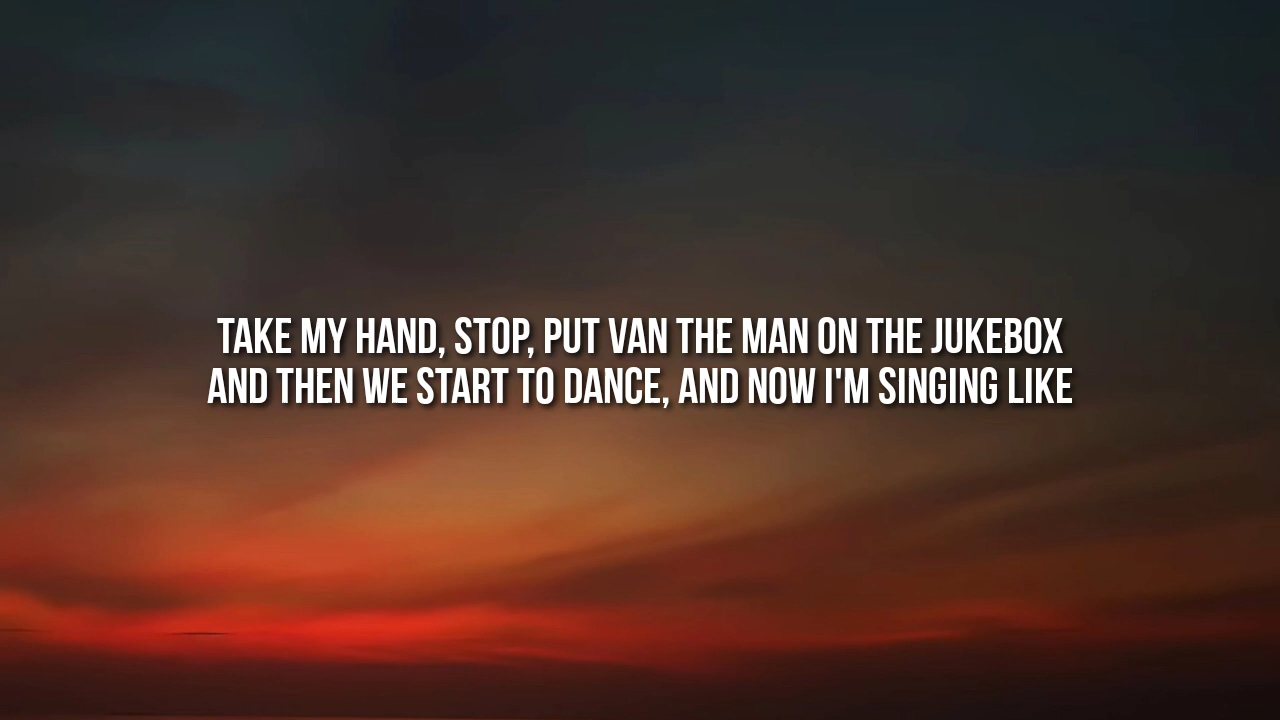 TAKE MY HAND, STOP, PUT VAN THE MAN ON THE JUKEBOX
AND THEN WE START TO DANCE, AND NOW I'M SINGING LIKE